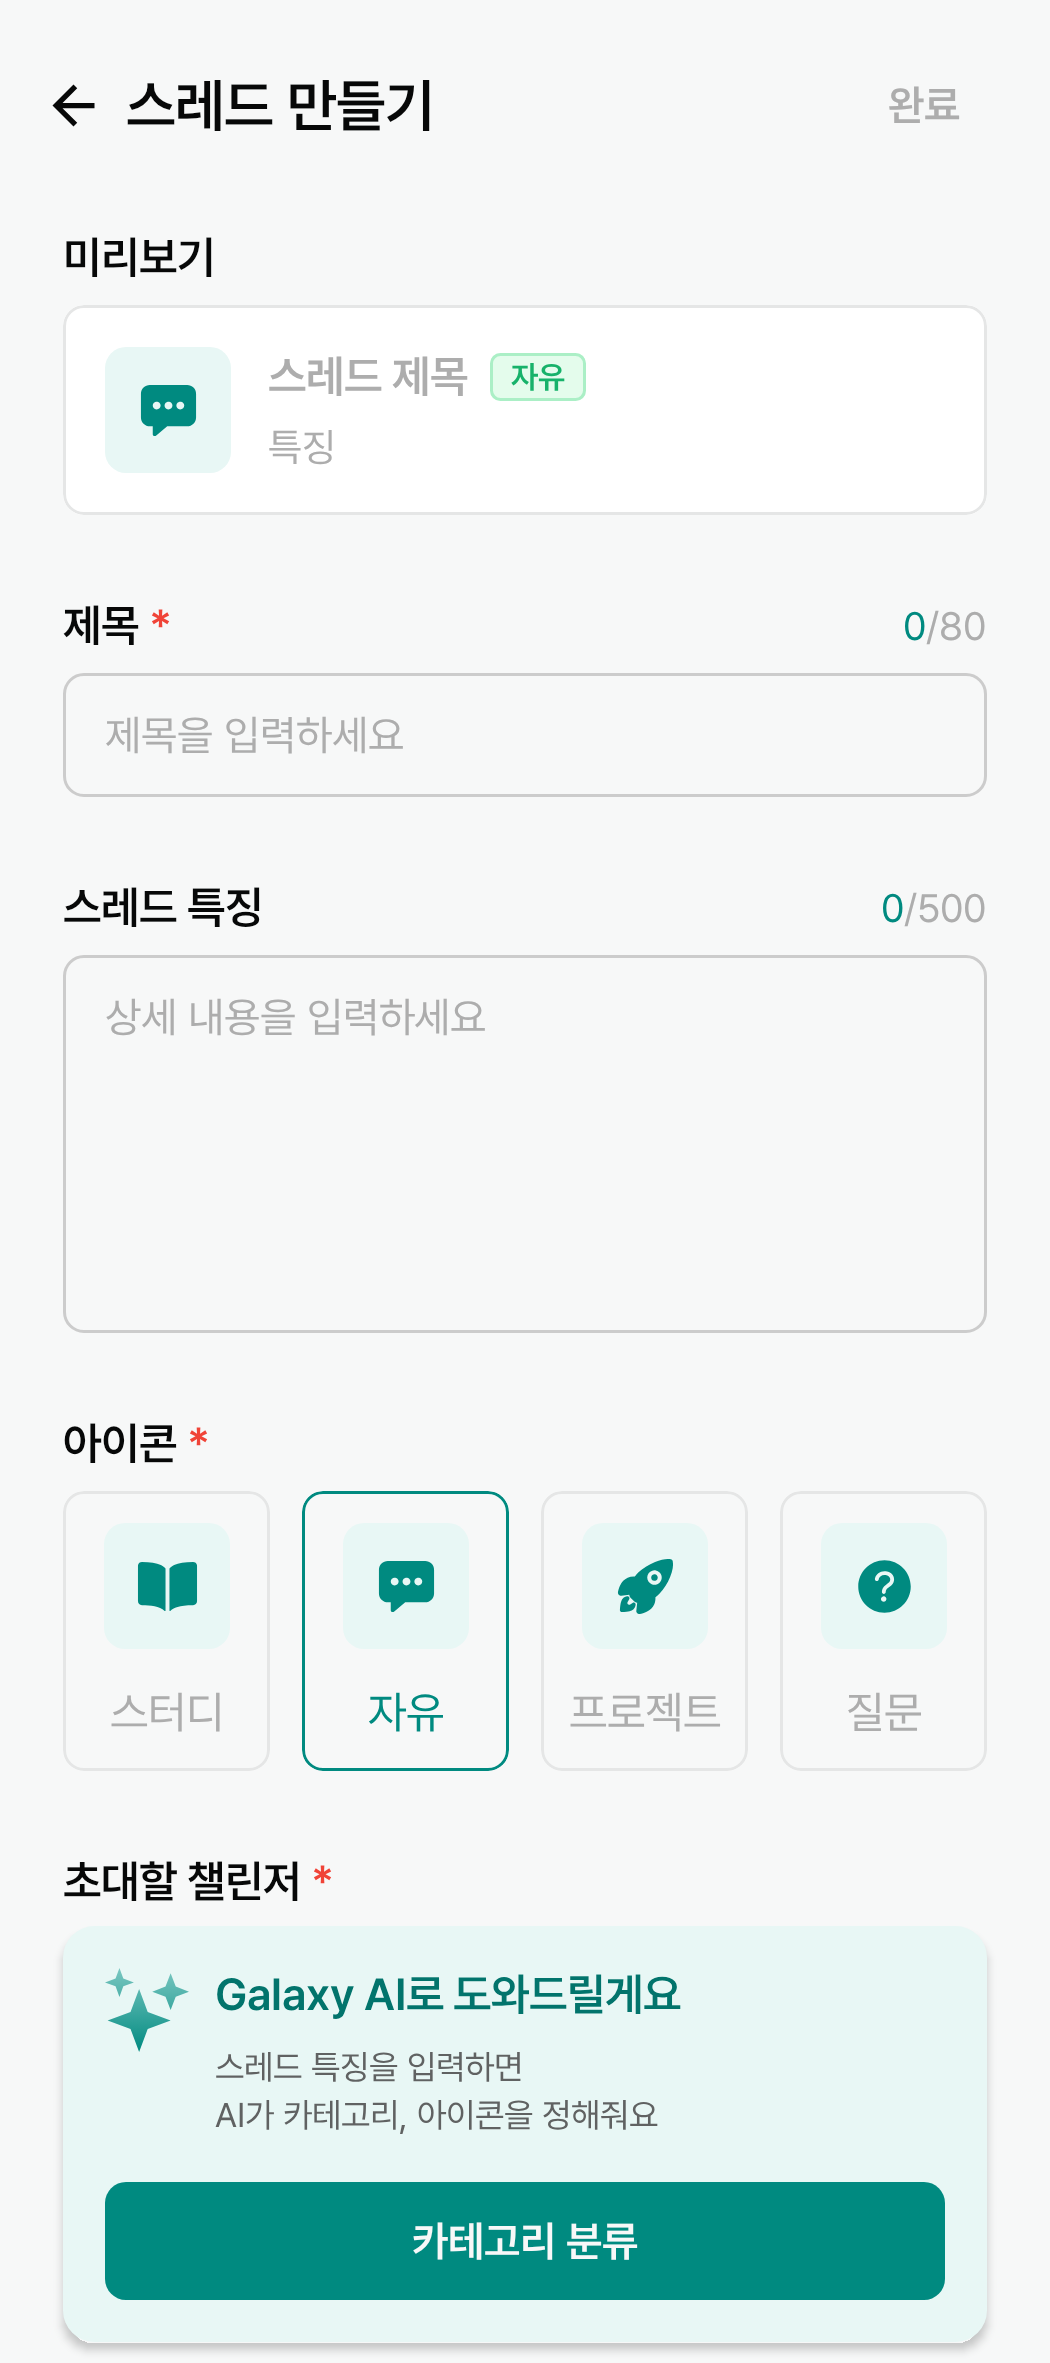 스레드 만들기 완료
미리보기
스레드 제목 자유
특징
제목 * 0/80
제목을 입력하세요
스레드 특징 0/500
상세 내용을 입력하세요
아이콘 *
스터디 자유 프로젝트 질문
초대할 챌린저 *
Galaxy AI로 도와드릴게요
스레드 특징을 입력하면
AI가 카테고리, 아이콘을 정해줘요
카테고리 분류